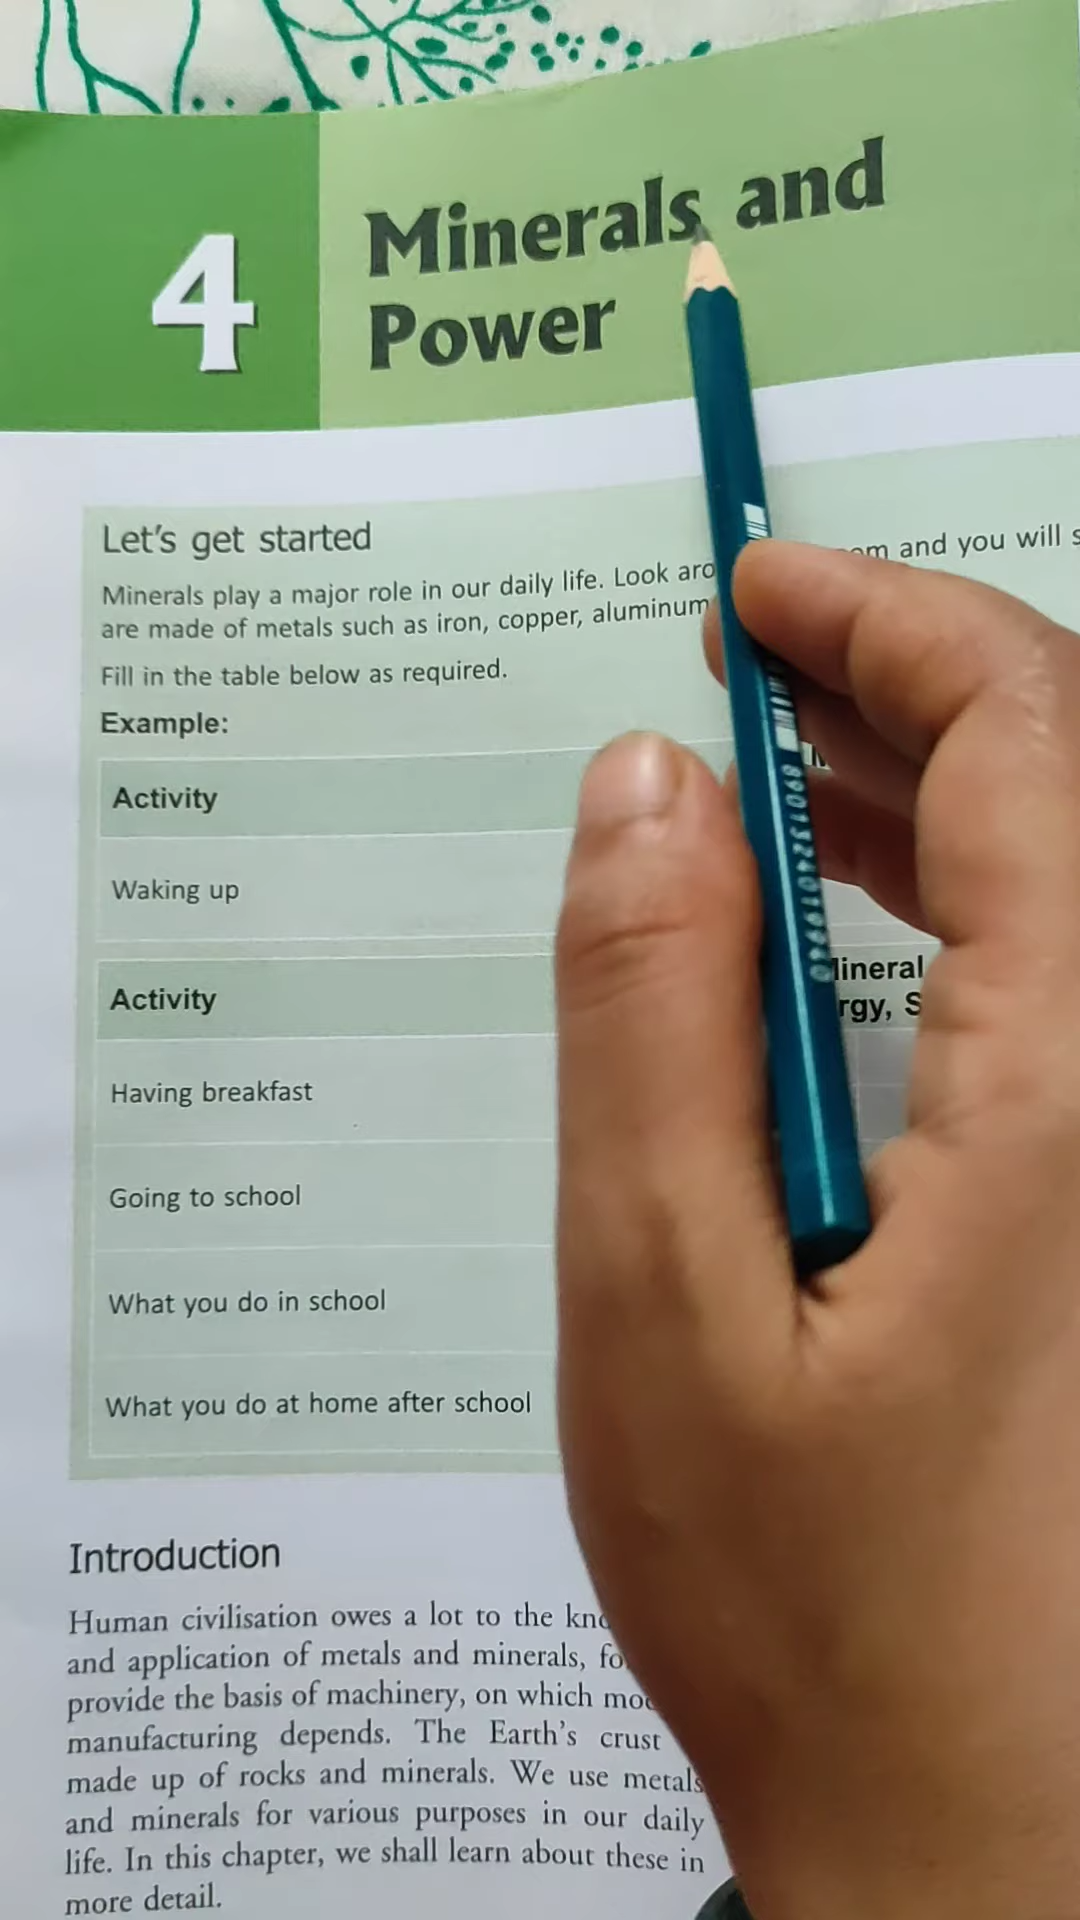 4
Minerals and
Power
Let's get started
Minerals play a major role in our daily life. Look and you will
are made of metals such as iron, copper, aluminum
Fill in the table below as required.
Example:
Activity
Waking up
Activity
Having breakfast
Going to school
What you do in school
What you do at home after school
8901324019960
Introduction
Human civilisation owes a lot to the
and application of metals and minerals,
provide the basis of machinery, on which
manufacturing depends. The Earth's crust
made up of rocks and minerals. We use metals
and minerals for various purposes in our daily
life. In this chapter, we shall learn about these in
more detail.